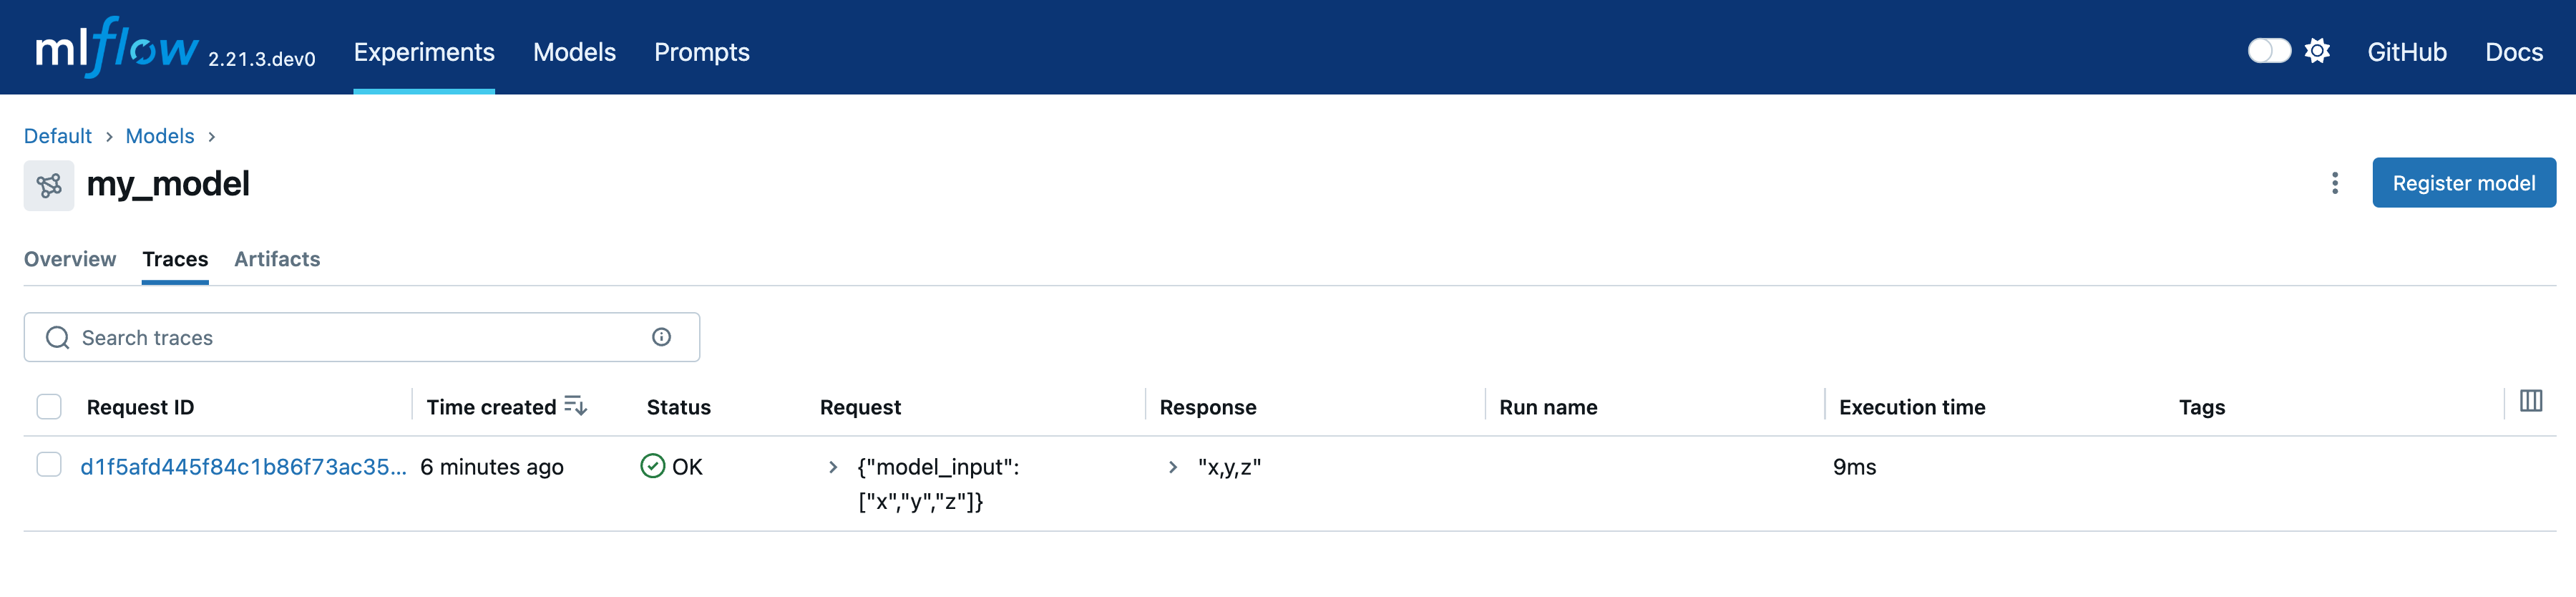 mlflow 2.21.3.dev0 Experiments Models Prompts GitHub Docs
Default > Models >
my_model Register model
Overview Traces Artifacts
Search traces
Request ID Time created Status Request Response Run name Execution time Tags
d1f5afd445f84c1b86f73ac35... 6 minutes ago OK > {"model_input": > "x,y,z" 9ms
["x","y","z"]}